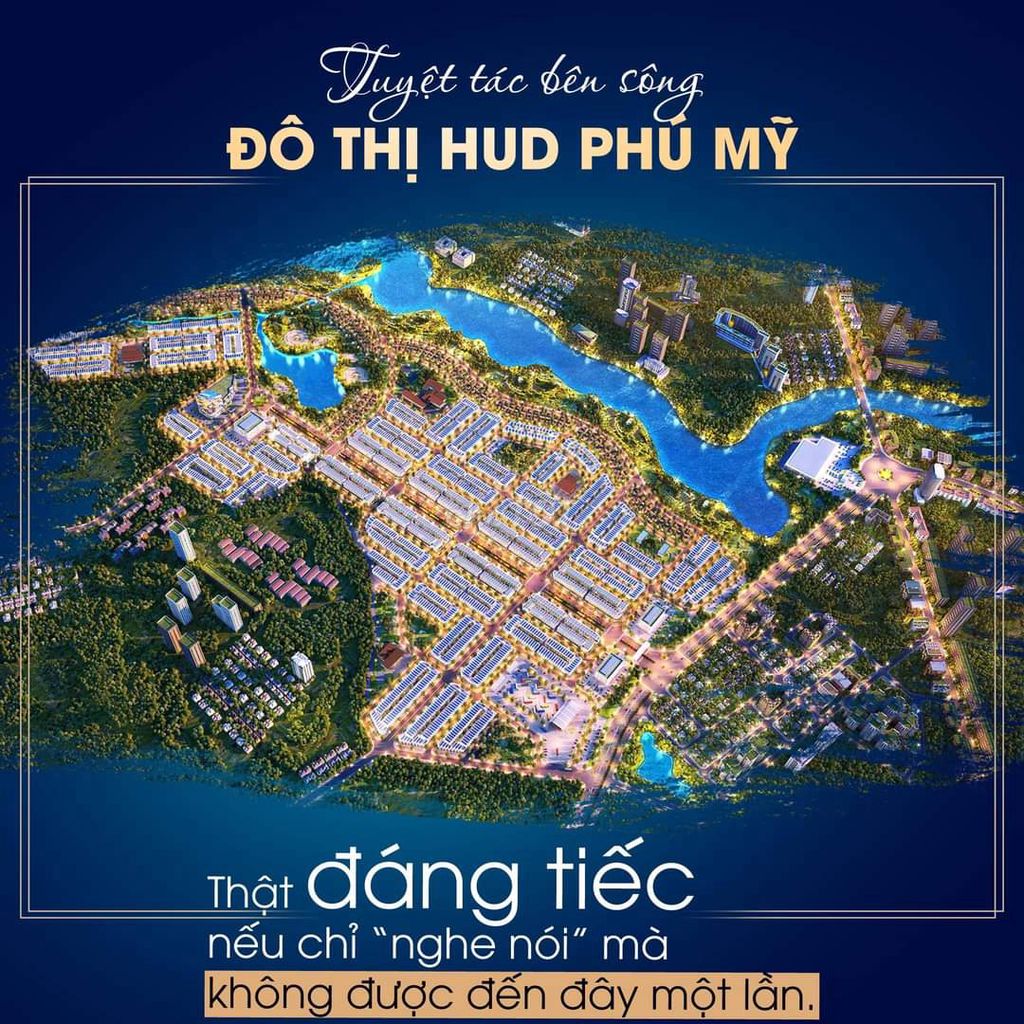 Tuyệt tác bên sông
ĐÔ THỊ HUD PHÚ MỸ
Thật đáng tiếc
nếu chỉ “nghe nói” mà
không được đến đây một lần.